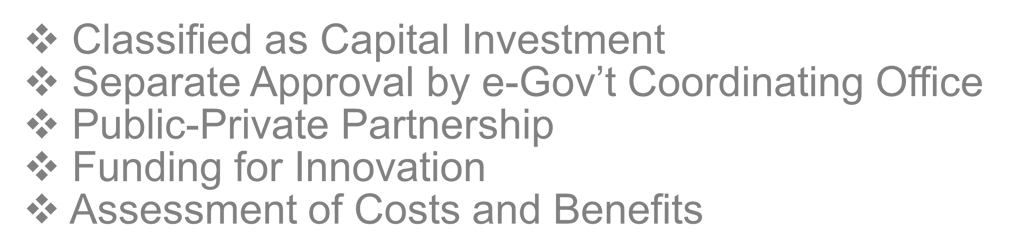 ❖ Classified as Capital Investment
❖ Separate Approval by e-Gov’t Coordinating Office
❖ Public-Private Partnership
❖ Funding for Innovation
❖ Assessment of Costs and Benefits